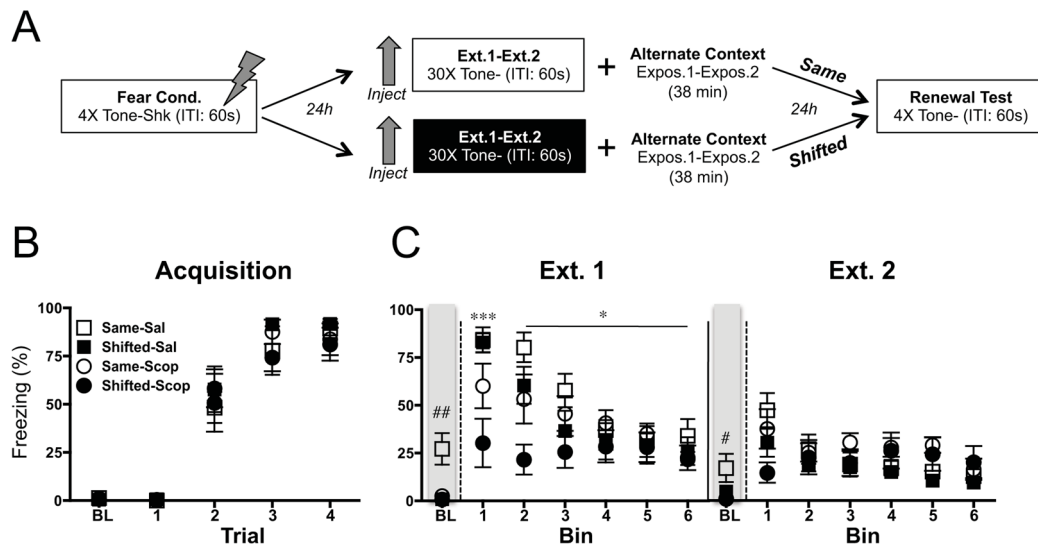 A
Fear Cond.
4X Tone-Shk (ITI: 60s)
24h
Inject
Ext.1-Ext.2
30X Tone- (ITI: 60s)
+
Alternate Context
Expos.1-Expos.2
(38 min)
Same
Inject
Ext.1-Ext.2
30X Tone- (ITI: 60s)
+
Alternate Context
Expos.1-Expos.2
(38 min)
Shifted
24h
Renewal Test
4X Tone- (ITI: 60s)
B
Acquisition
Freezing (%)
100
75
50
25
0
Same-Sal
Shifted-Sal
Same-Scop
Shifted-Scop
BL 1 2 3 4
Trial
C
Ext. 1
Ext. 2
100
75
50
25
0
##
***
*
#
BL 1 2 3 4 5 6
BL 1 2 3 4 5 6
Bin
Bin